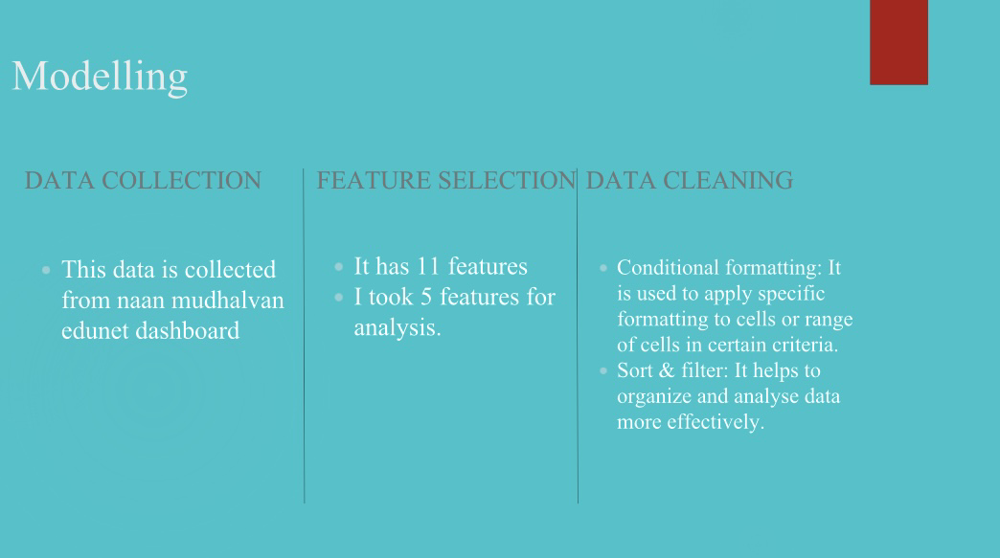 Modelling
DATA COLLECTION
This data is collected
from naan mudhalvan
edunet dashboard
FEATURE SELECTION
It has 11 features
I took 5 features for
analysis.
DATA CLEANING
Conditional formatting: It
is used to apply specific
formatting to cells or range
of cells in certain criteria.
Sort & filter: It helps to
organize and analyse data
more effectively.